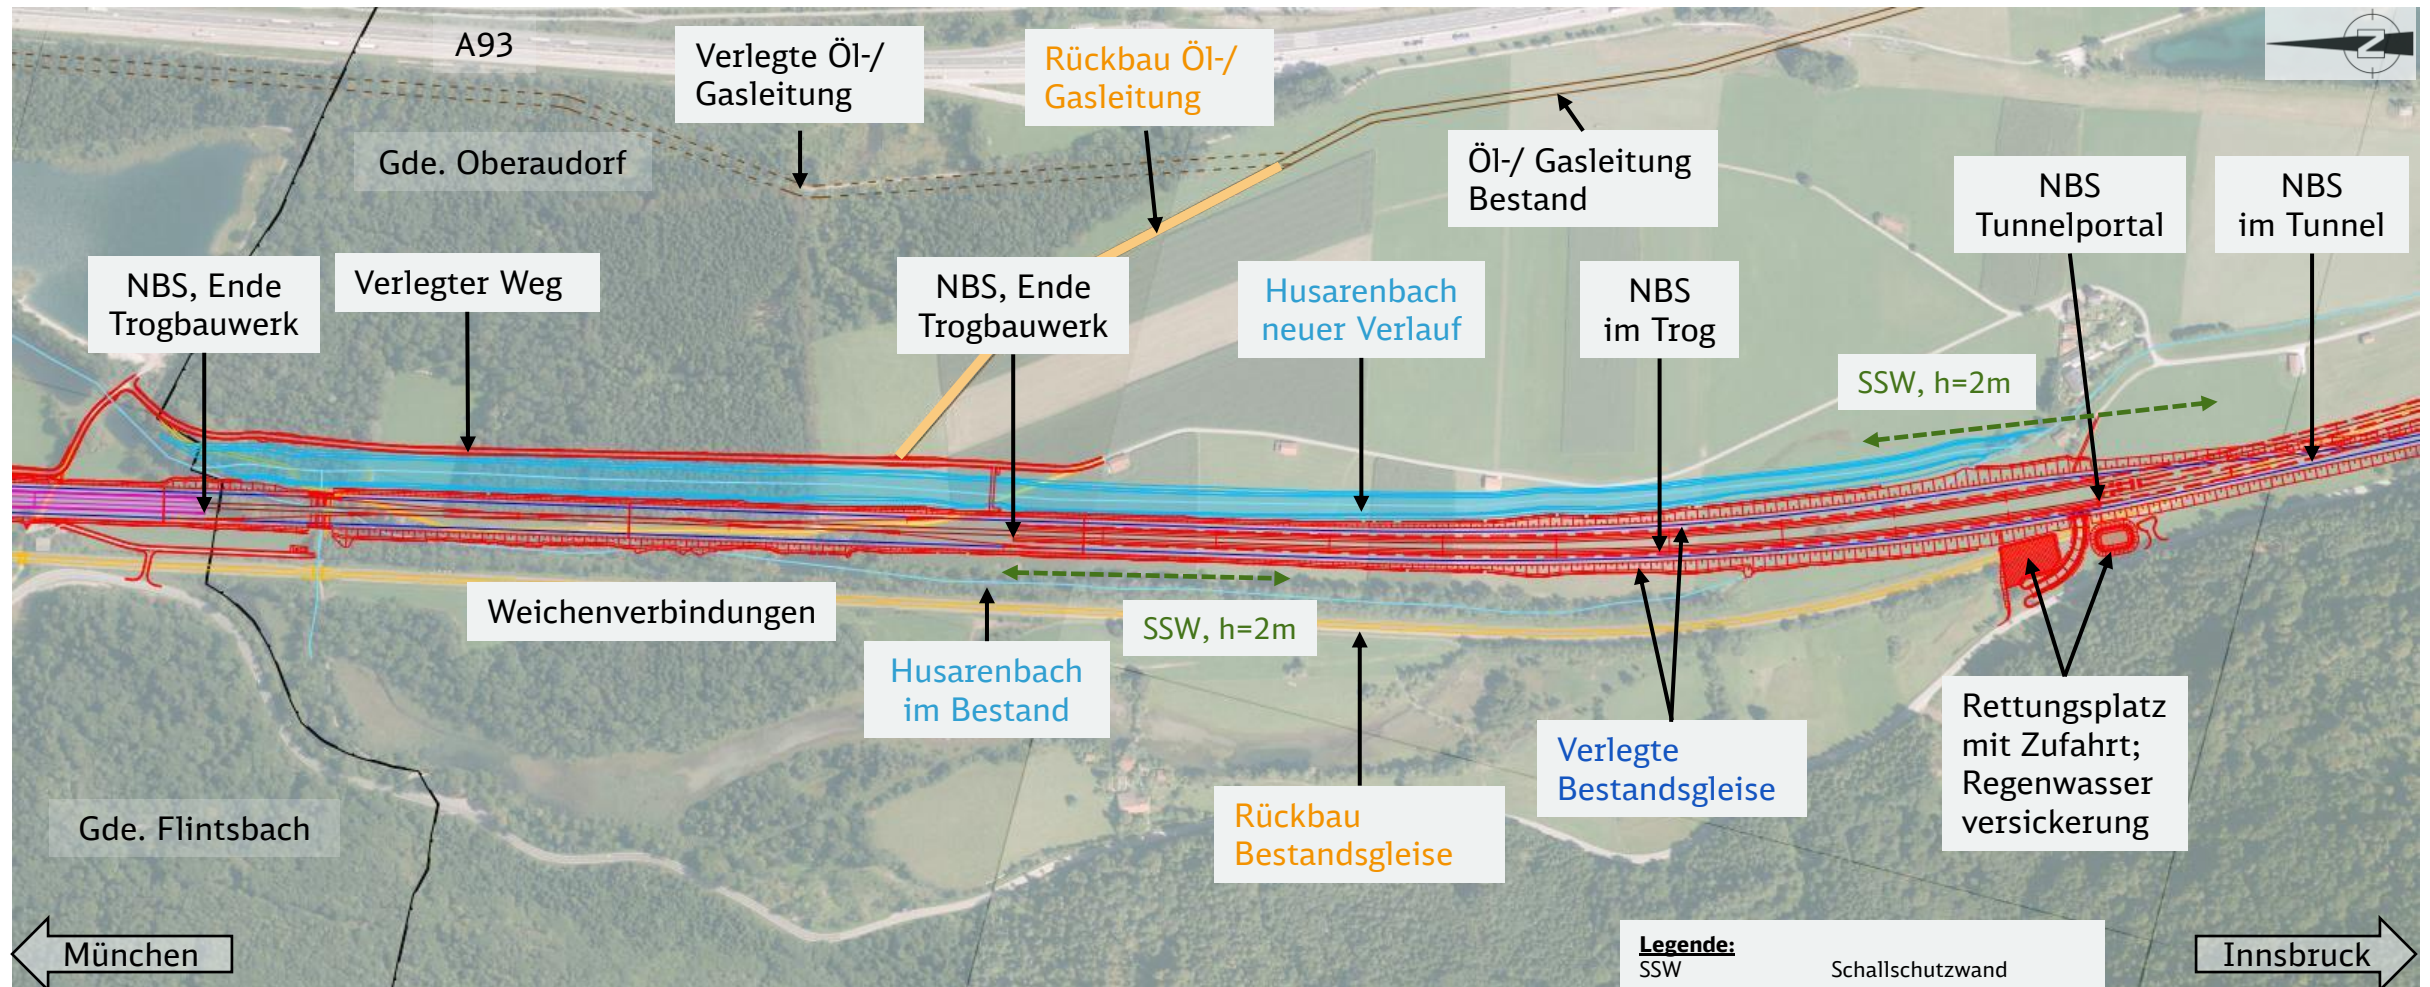 A93
Verlegte Öl-/
Gasleitung
Rückbau Öl-/
Gasleitung
N
Gde. Oberaudorf
Öl-/ Gasleitung
Bestand
NBS
Tunnelportal
NBS
im Tunnel
NBS, Ende
Trogbauwerk
Verlegter Weg
NBS, Ende
Trogbauwerk
Husarenbach
neuer Verlauf
NBS
im Trog
SSW, h=2m
Weichenverbindungen
SSW, h=2m
Husarenbach
im Bestand
Verlegte
Bestandsgleise
Rettungsplatz
mit Zufahrt;
Regenwasser
versickerung
Rückbau
Bestandsgleise
Gde. Flintsbach
München
Innsbruck
Legende:
SSW Schallschutzwand